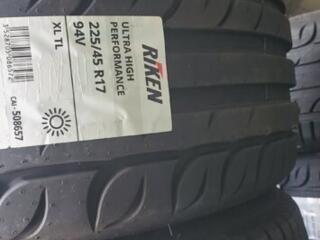 RIKEN
ULTRA HIGH
PERFORMANCE
225/45 R17
94V
XL TL
CAI: 508657